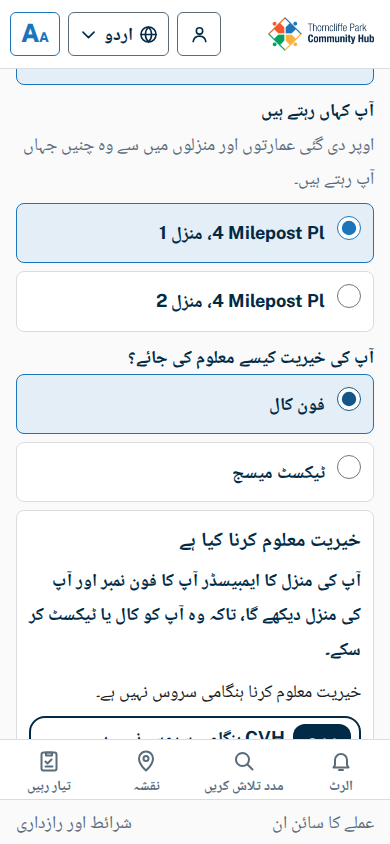 Thorncliffe Park
Community Hub
اردو
AA
آپ کہاں رہتے ہیں
اوپر دی گئی عمارتوں اور منزلوں میں سے وہ چنیں جہاں
آپ رہتے ہیں۔
4 Milepost Pl، منزل 1
4 Milepost Pl، منزل 2
آپ کی خیریت کیسے معلوم کی جائے؟
فون کال
ٹیکسٹ میسج
خیریت معلوم کرنا کیا ہے
آپ کی منزل کا ایمبیسڈر آپ کا فون نمبر اور آپ
کی منزل دیکھے گا، تاکہ وہ آپ کو کال یا ٹیکسٹ کر
سکے۔
خیریت معلوم کرنا ہنگامی سروس نہیں ہے۔
CVH
الرٹ
مدد تلاش کریں
نقشہ
تیار رہیں
عملے کا سائن ان
شرائط اور رازداری